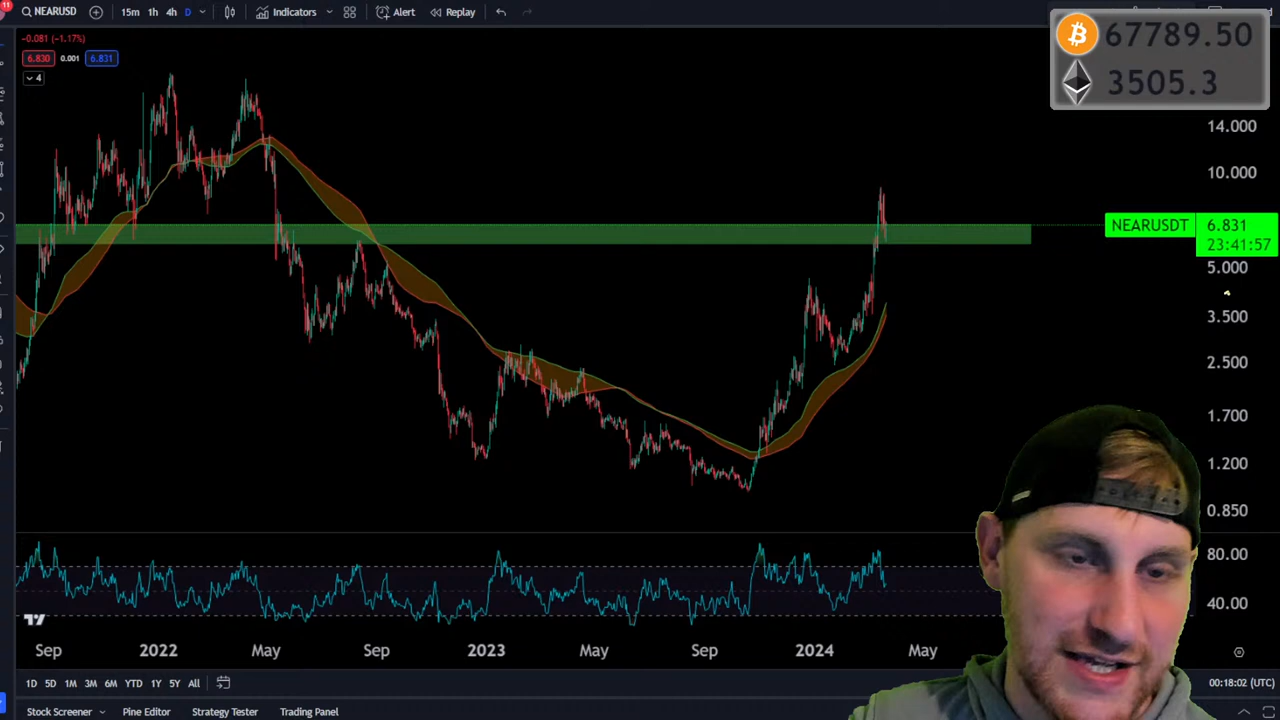 11
NEARUSD
15m 1h 4h D
Indicators
Alert
Replay
-0.081 (-1.17%)
6.830 0.001 6.831
4
67789.50
3505.3
14.000
10.000
NEARUSDT 6.831
23:41:57
5.000
3.500
2.500
1.700
1.200
0.850
80.00
40.00
Sep 2022 May Sep 2023 May Sep 2024 May
1D 5D 1M 3M 6M YTD 1Y 5Y All
00:18:02 (UTC)
Stock Screener Pine Editor Strategy Tester Trading Panel